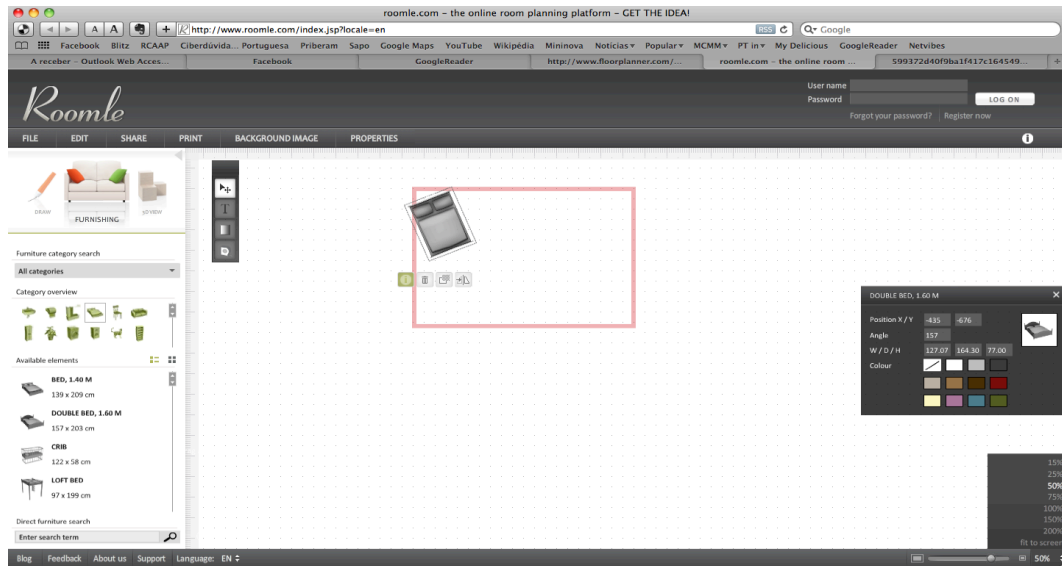 roomle.com – the online room planning platform – GET THE IDEA!
A A + http://www.roomle.com/index.jsp?locale=en RSS Google
Facebook Blitz RCAAP Ciberdúvida... Portuguesa Priberam Sapo Google Maps YouTube Wikipédia Mininova Notícias Popular MCMM PT in My Delicious GoogleReader Netvibes
A receber – Outlook Web Acces... Facebook GoogleReader http://www.floorplanner.com/... roomle.com – the online room ... 599372d40f9ba1f417c164549... +
User name
Roomle
Password LOG ON
Forgot your password? | Register now
FILE EDIT SHARE PRINT BACKGROUND IMAGE PROPERTIES
DRAW FURNISHING 3DVIEW
T
Furniture category search
All categories
Category overview
Available elements
BED, 1.40 M
139 x 209 cm
DOUBLE BED, 1.60 M
157 x 203 cm
CRIB
122 x 58 cm
LOFT BED
97 x 199 cm
Direct furniture search
Enter search term
DOUBLE BED, 1.60 M
Position X / Y -435 -676
Angle 157
W / D / H 127.07 164.30 77.00
Colour
15%
25%
50%
75%
100%
150%
200%
fit to screen
Blog Feedback About us Support Language: EN 50%